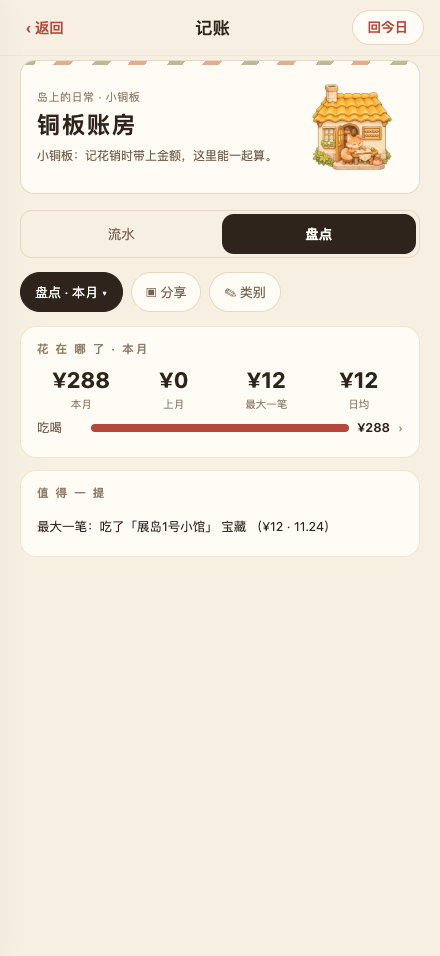 ‹ 返回
记账
回今日
岛上的日常 · 小铜板
铜板账房
小铜板：记花销时带上金额，这里能一起算。
流水
盘点
盘点 · 本月 ▾
▣ 分享
✎ 类别
花在哪了 · 本月
¥288 ¥0 ¥12 ¥12
本月 上月 最大一笔 日均
吃喝 ¥288 ›
值得一提
最大一笔：吃了「展岛1号小馆」 宝藏 （¥12 · 11.24）